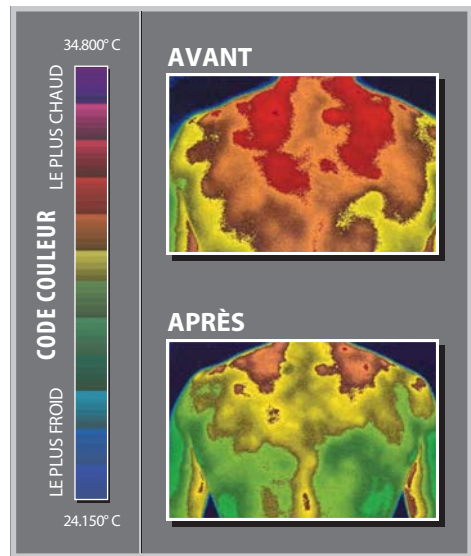 34.800° C
LE PLUS CHAUD
CODE COULEUR
LE PLUS FROID
24.150° C
AVANT
APRÈS